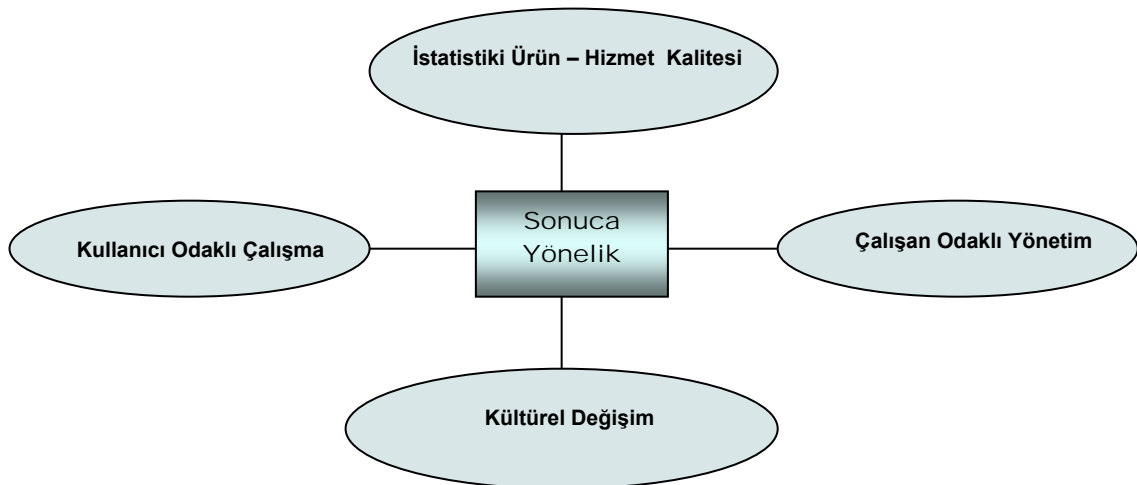 İstatistiki Ürün – Hizmet Kalitesi
Sonuca
Yönelik
Kullanıcı Odaklı Çalışma
Çalışan Odaklı Yönetim
Kültürel Değişim